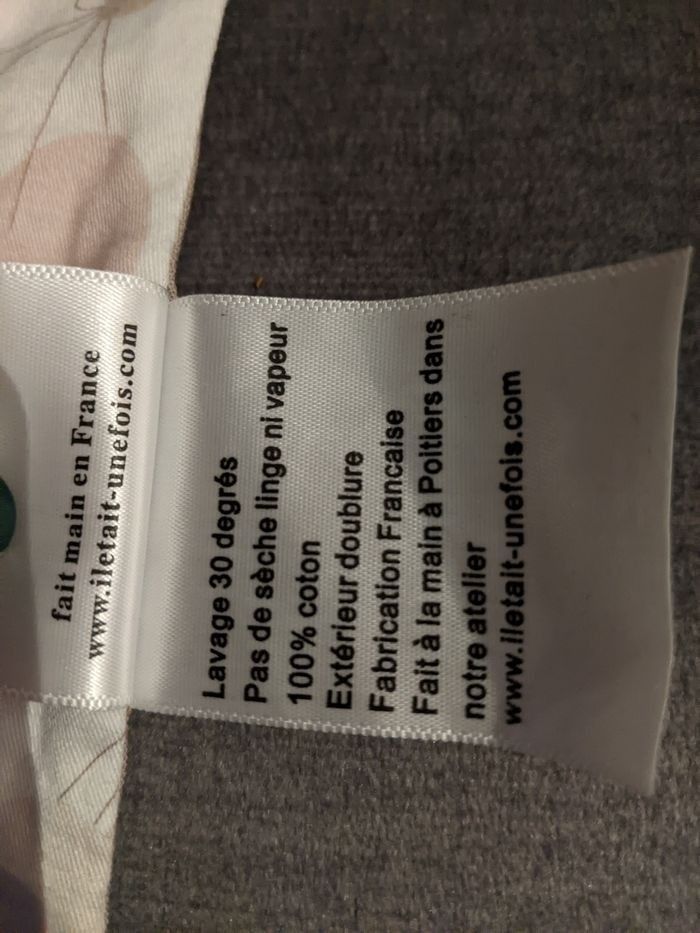 fait main en France
www.iletait-unefois.com
Lavage 30 degrés
Pas de sèche linge ni vapeur
100% coton
Extérieur doublure
Fabrication Francaise
Fait à la main à Poitiers dans
notre atelier
www.iletait-unefois.com